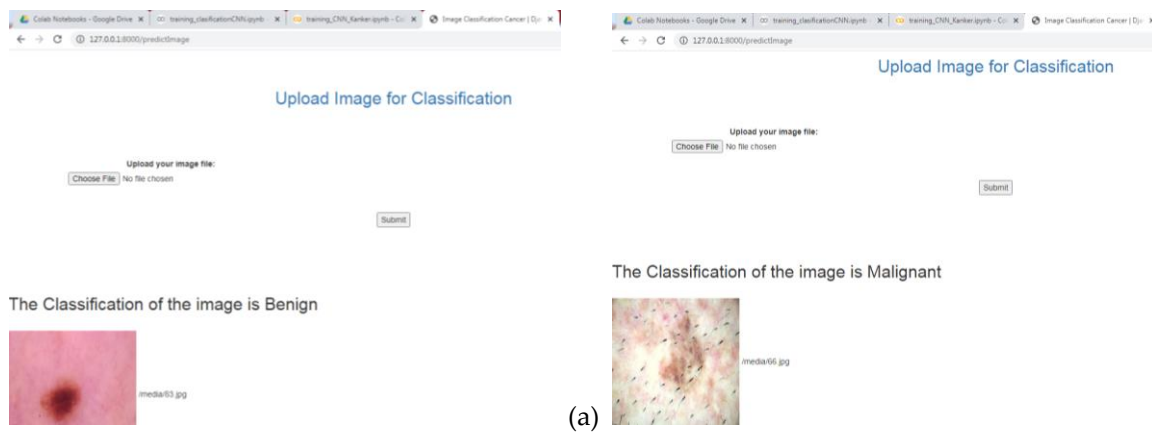 Colab Notebooks - Google Drive
training_clasificationCNN.ipynb -
training_CNN_Kanker.ipynb - Co
Image Classification Cancer | Dj
127.0.0.1:8000/predictImage
Upload Image for Classification
Upload your image file:
Choose File No file chosen
Submit
The Classification of the image is Benign
/media/83.jpg
(a)
Colab Notebooks - Google Drive
training_clasificationCNN.ipynb -
training_CNN_Kanker.ipynb - Co
Image Classification Cancer | Dj
127.0.0.1:8000/predictImage
Upload Image for Classification
Upload your image file:
Choose File No file chosen
Submit
The Classification of the image is Malignant
/media/66.jpg